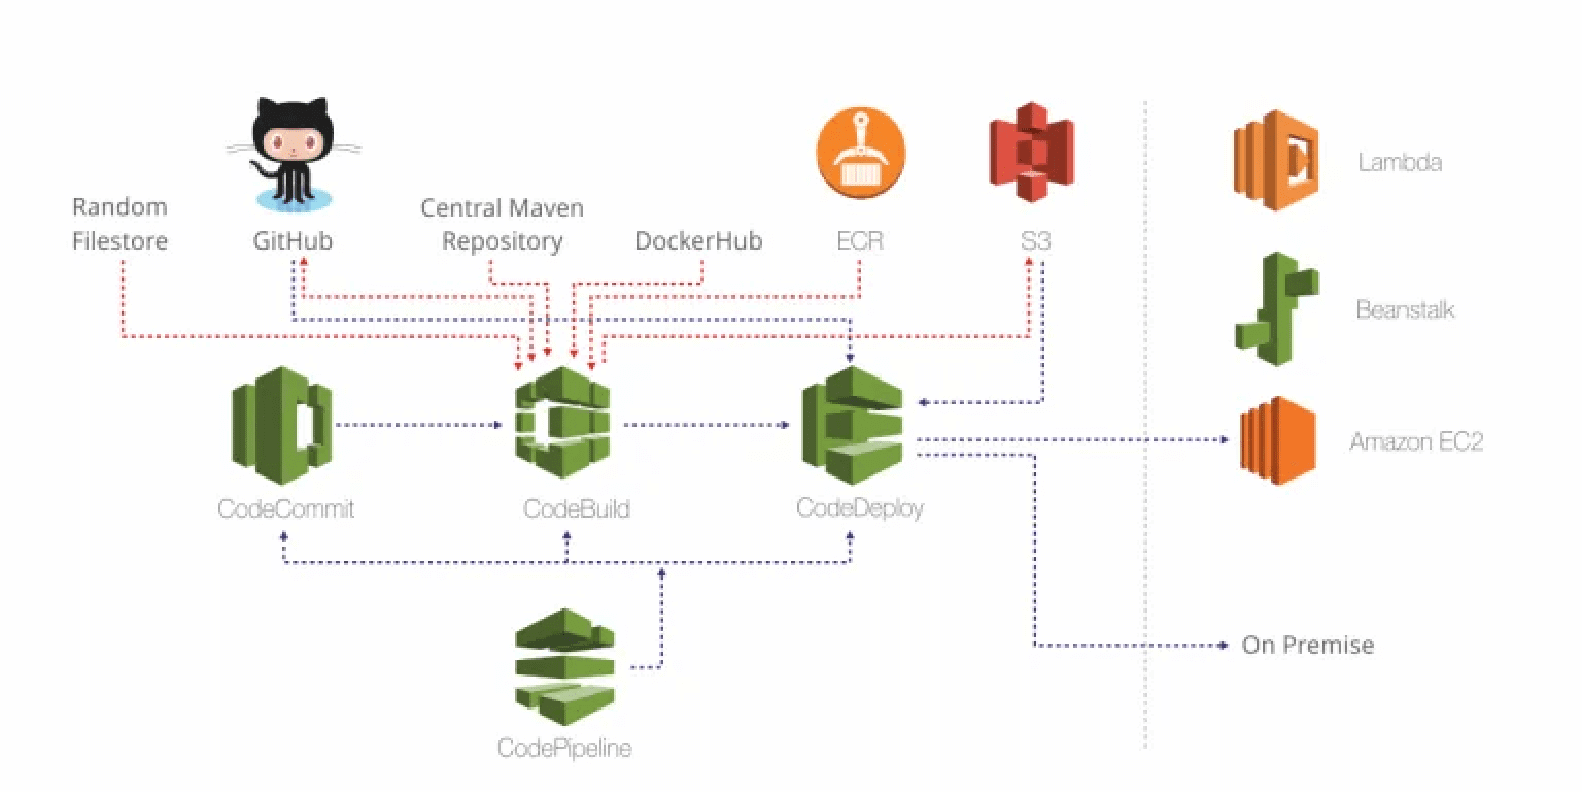 Random
Filestore
GitHub
Central Maven
Repository
DockerHub
ECR
S3
Lambda
Beanstalk
Amazon EC2
CodeCommit
CodeBuild
CodeDeploy
On Premise
CodePipeline